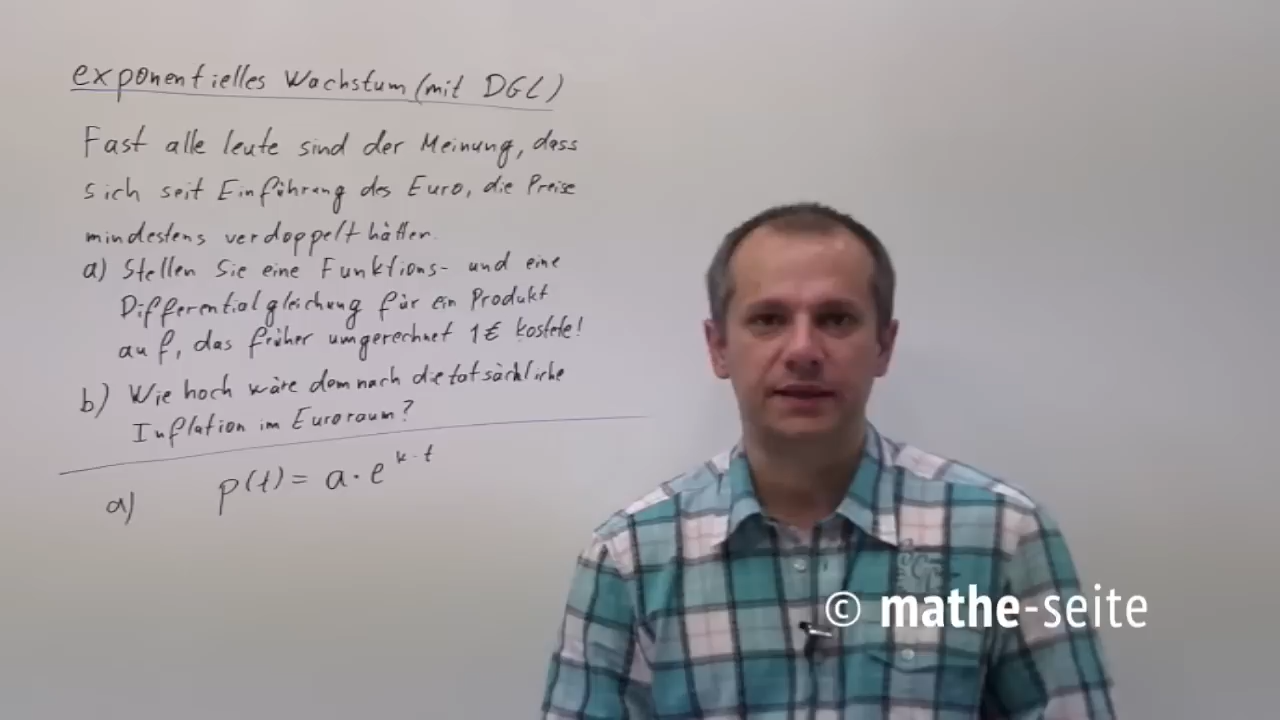 exponentielles Wachstum (mit DGL)
Fast alle leute sind der Meinung, dass
sich seit Einführung des Euro, die Preise
mindestens verdoppelt hätten.
a) Stellen Sie eine Funktions- und eine
Differentialgleichung für ein Produkt
auf, das früher umgerechnet 1€ kostete!
b) Wie hoch wäre demnach die tatsächliche
Inflation im Euroraum?
a) p(t) = a · e^{k·t}
© mathe-seite